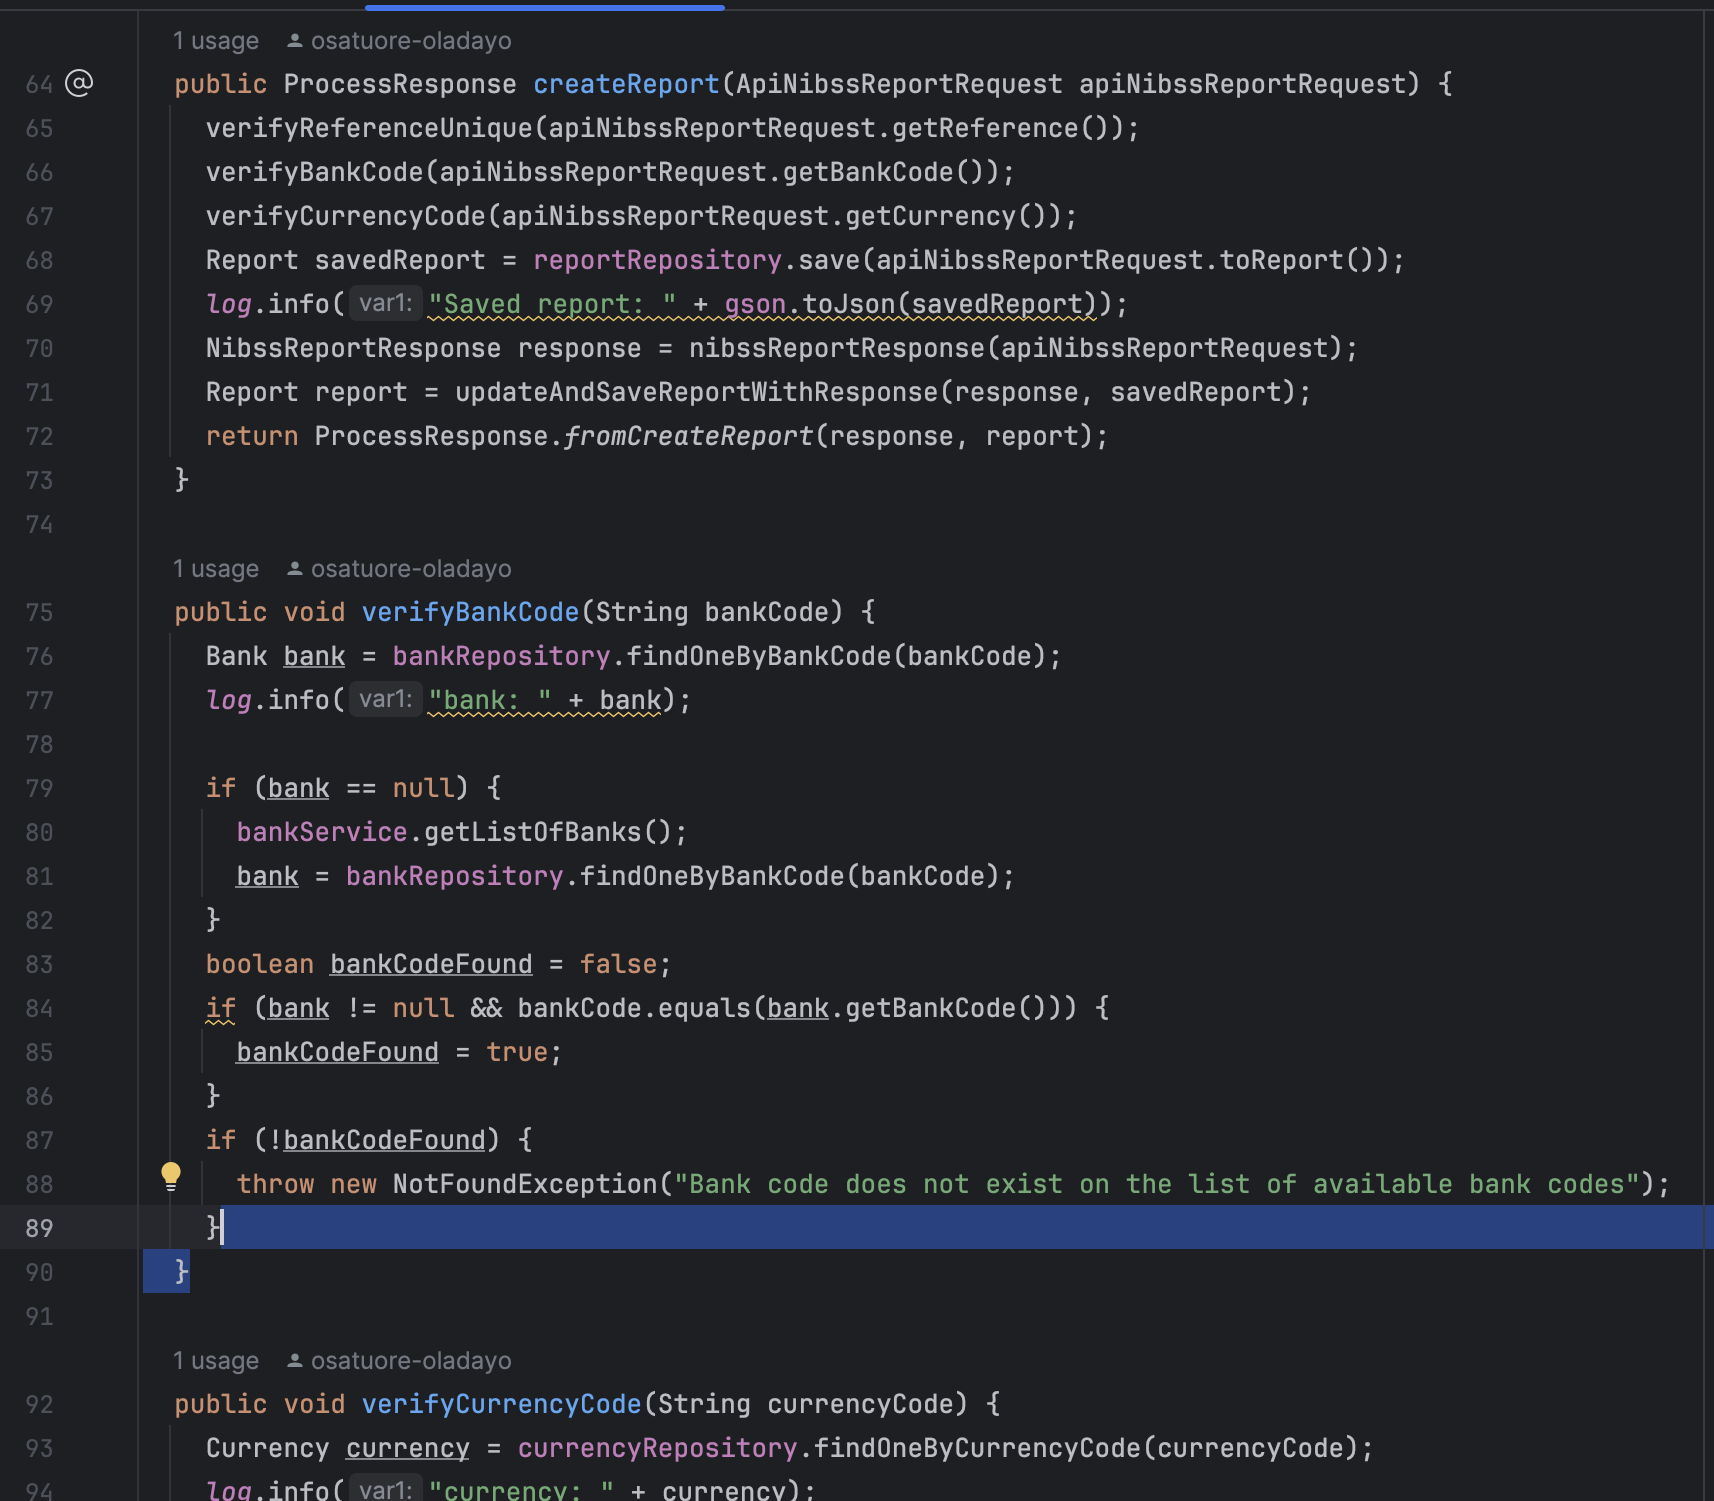 1 usage osatuore-oladayo
64 @ public ProcessResponse createReport(ApiNibssReportRequest apiNibssReportRequest) {
65 verifyReferenceUnique(apiNibssReportRequest.getReference());
66 verifyBankCode(apiNibssReportRequest.getBankCode());
67 verifyCurrencyCode(apiNibssReportRequest.getCurrency());
68 Report savedReport = reportRepository.save(apiNibssReportRequest.toReport());
69 log.info( var1: "Saved report: " + gson.toJson(savedReport));
70 NibssReportResponse response = nibssReportResponse(apiNibssReportRequest);
71 Report report = updateAndSaveReportWithResponse(response, savedReport);
72 return ProcessResponse.fromCreateReport(response, report);
73 }
74
1 usage osatuore-oladayo
75 public void verifyBankCode(String bankCode) {
76 Bank bank = bankRepository.findOneByBankCode(bankCode);
77 log.info( var1: "bank: " + bank);
78
79 if (bank == null) {
80 bankService.getListOfBanks();
81 bank = bankRepository.findOneByBankCode(bankCode);
82 }
83 boolean bankCodeFound = false;
84 if (bank != null && bankCode.equals(bank.getBankCode())) {
85 bankCodeFound = true;
86 }
87 if (!bankCodeFound) {
88 throw new NotFoundException("Bank code does not exist on the list of available bank codes");
89 }
90 }
91
1 usage osatuore-oladayo
92 public void verifyCurrencyCode(String currencyCode) {
93 Currency currency = currencyRepository.findOneByCurrencyCode(currencyCode);
94 log.info( var1: "currency: " + currency);